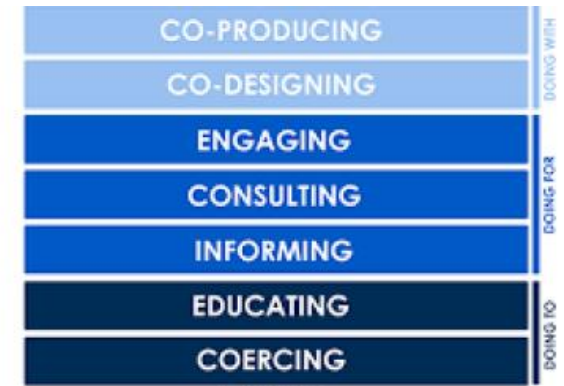 CO-PRODUCING
CO-DESIGNING
DOING WITH
ENGAGING
CONSULTING
INFORMING
DOING FOR
EDUCATING
COERCING
DOING TO